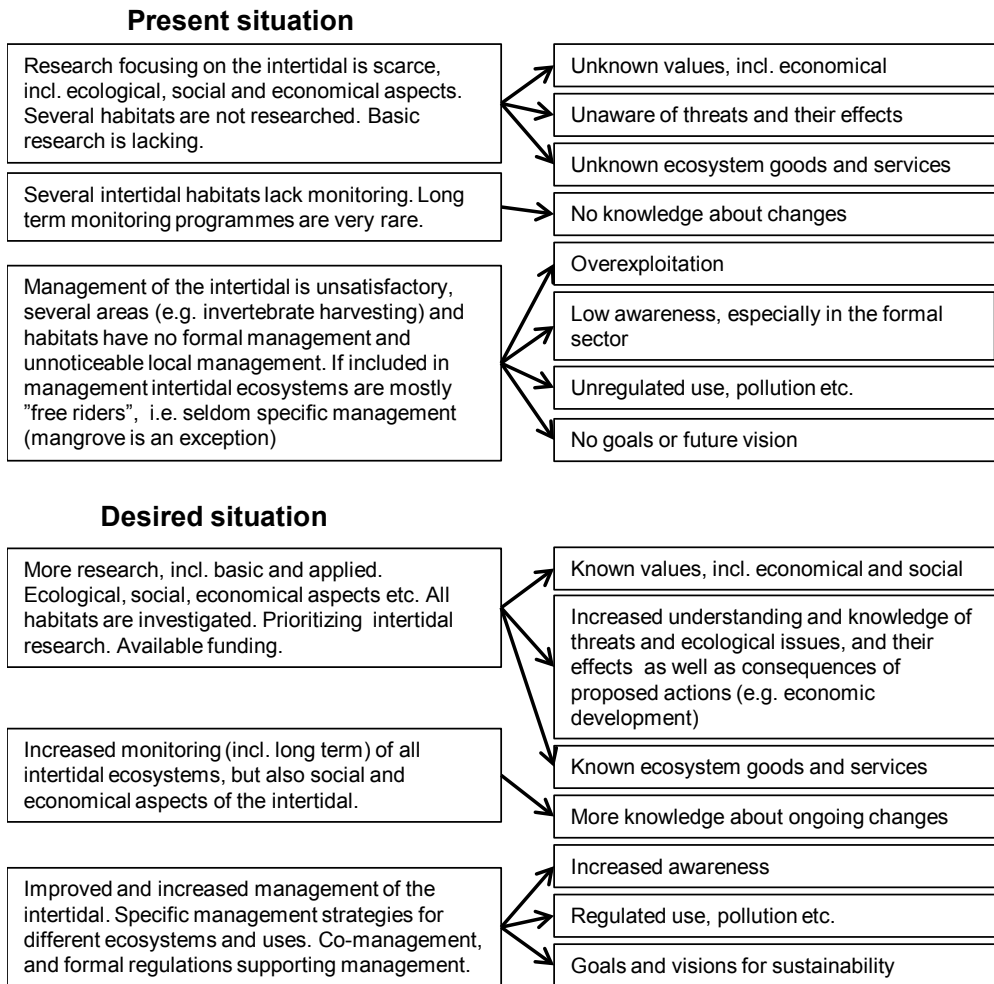 Present situation
Research focusing on the intertidal is scarce,
incl. ecological, social and economical aspects.
Several habitats are not researched. Basic
research is lacking.
Unknown values, incl. economical
Unaware of threats and their effects
Unknown ecosystem goods and services
Several intertidal habitats lack monitoring. Long
term monitoring programmes are very rare.
No knowledge about changes
Management of the intertidal is unsatisfactory,
several areas (e.g. invertebrate harvesting) and
habitats have no formal management and
unnoticeable local management. If included in
management intertidal ecosystems are mostly
”free riders”, i.e. seldom specific management
(mangrove is an exception)
Overexploitation
Low awareness, especially in the formal
sector
Unregulated use, pollution etc.
No goals or future vision
Desired situation
More research, incl. basic and applied.
Ecological, social, economical aspects etc. All
habitats are investigated. Prioritizing intertidal
research. Available funding.
Known values, incl. economical and social
Increased understanding and knowledge of
threats and ecological issues, and their
effects as well as consequences of
proposed actions (e.g. economic
development)
Known ecosystem goods and services
Increased monitoring (incl. long term) of all
intertidal ecosystems, but also social and
economical aspects of the intertidal.
More knowledge about ongoing changes
Improved and increased management of the
intertidal. Specific management strategies for
different ecosystems and uses. Co-management,
and formal regulations supporting management.
Increased awareness
Regulated use, pollution etc.
Goals and visions for sustainability